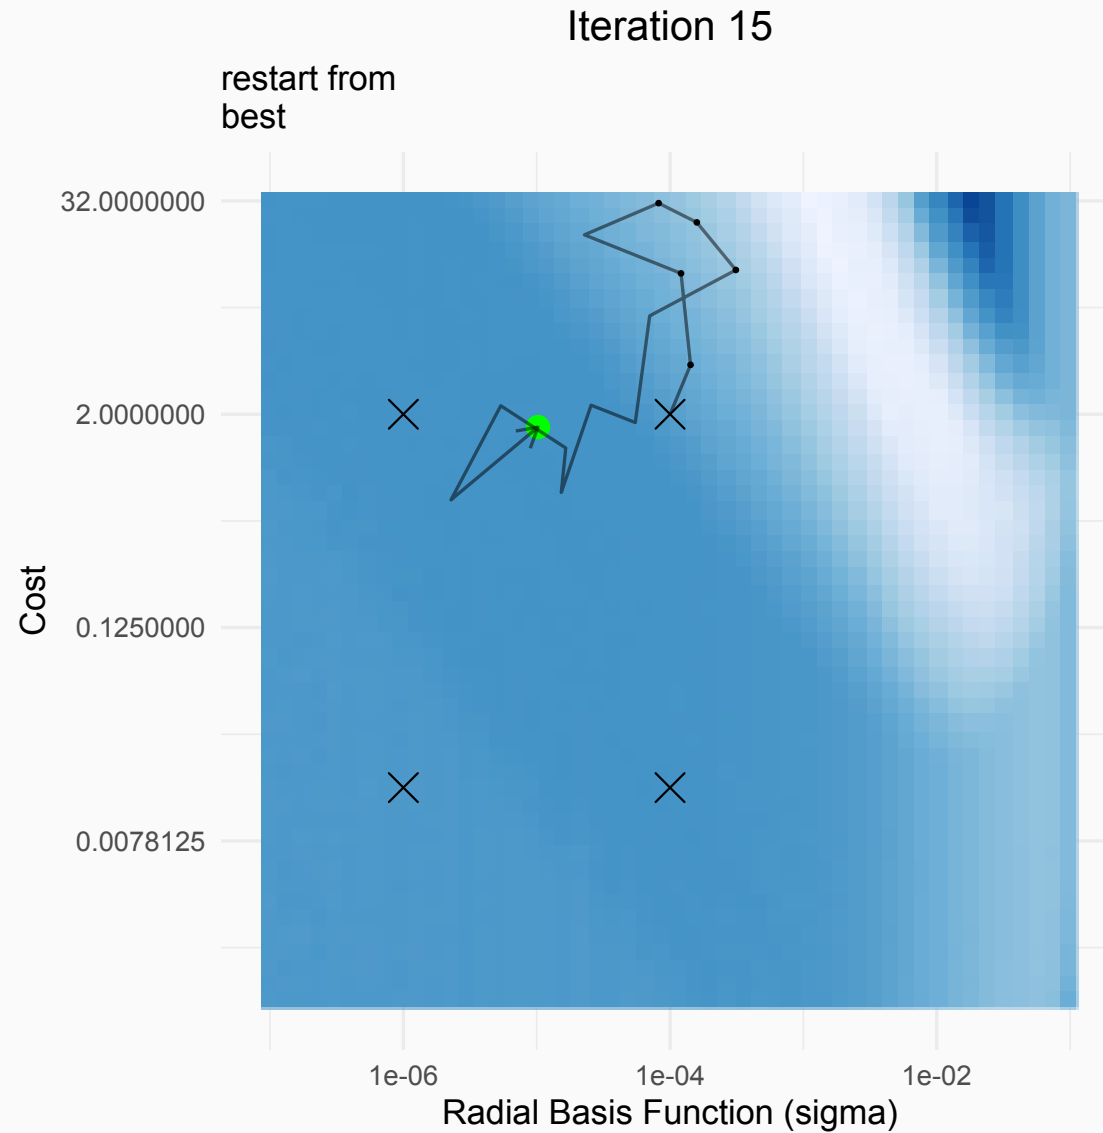 Iteration 15
restart from
best
32.0000000
2.0000000
0.1250000
0.0078125
Cost
1e-06
1e-04
1e-02
Radial Basis Function (sigma)